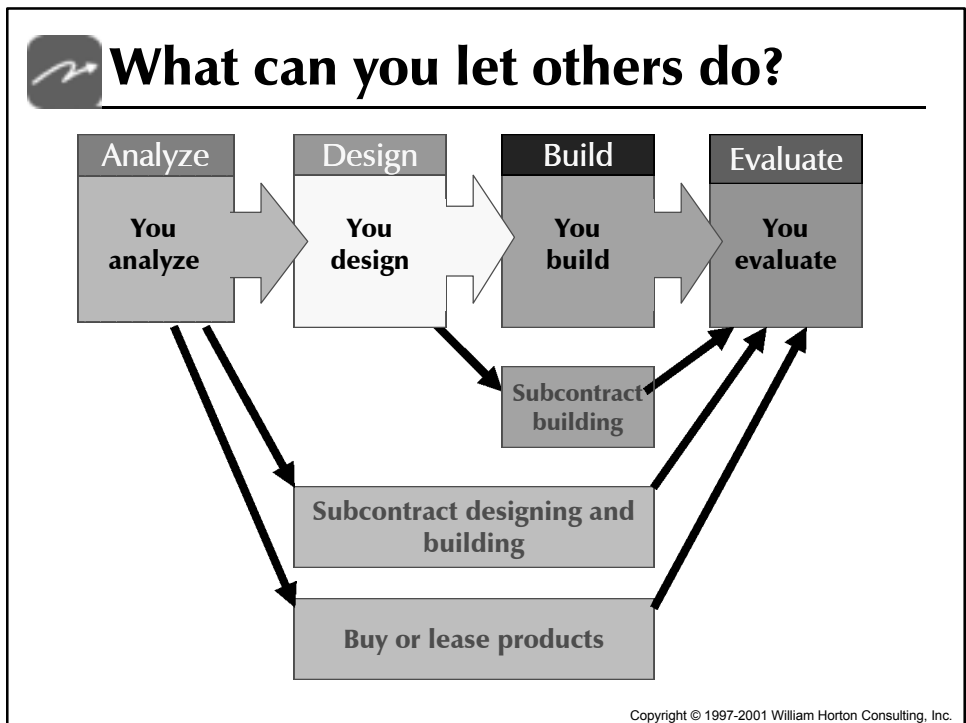 What can you let others do?
Analyze
Design
Build
Evaluate
You
analyze
You
design
You
build
You
evaluate
Subcontract
building
Subcontract designing and
building
Buy or lease products
Copyright © 1997-2001 William Horton Consulting, Inc.